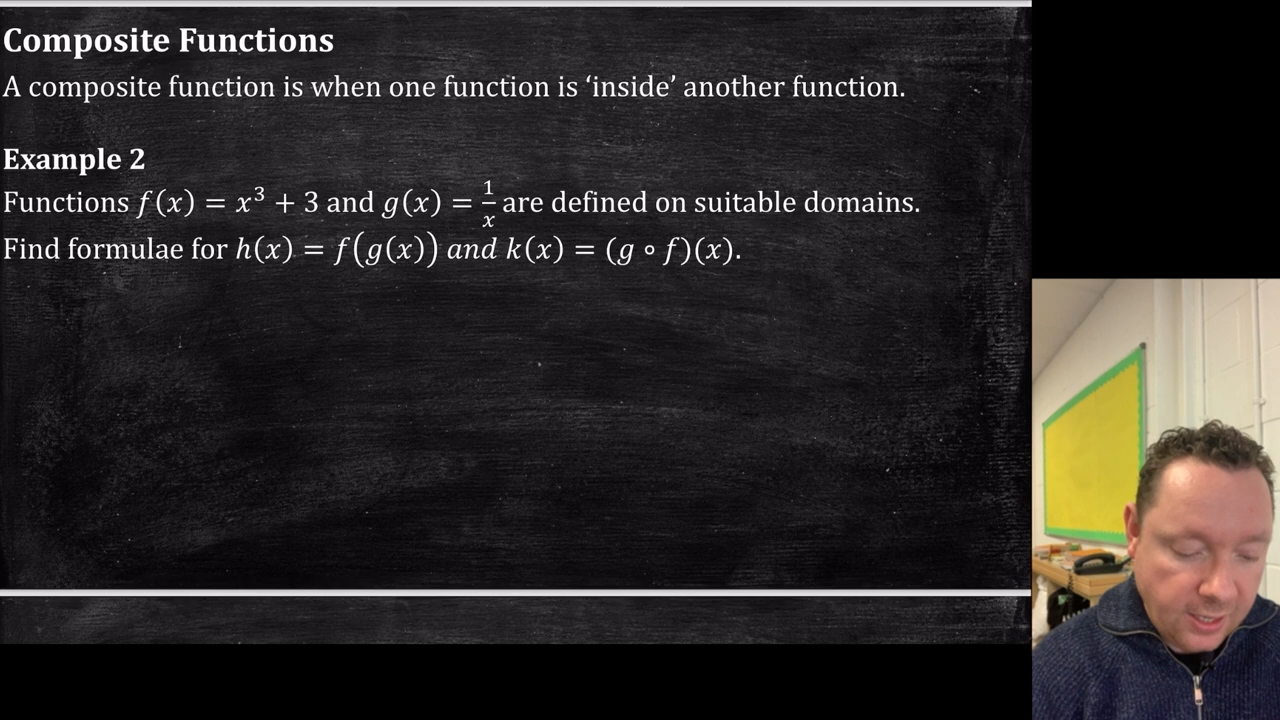 Composite Functions
A composite function is when one function is ‘inside’ another function.
Example 2
Functions f(x) = x³ + 3 and g(x) = 1/x are defined on suitable domains.
Find formulae for h(x) = f(g(x)) and k(x) = (g ∘ f)(x).